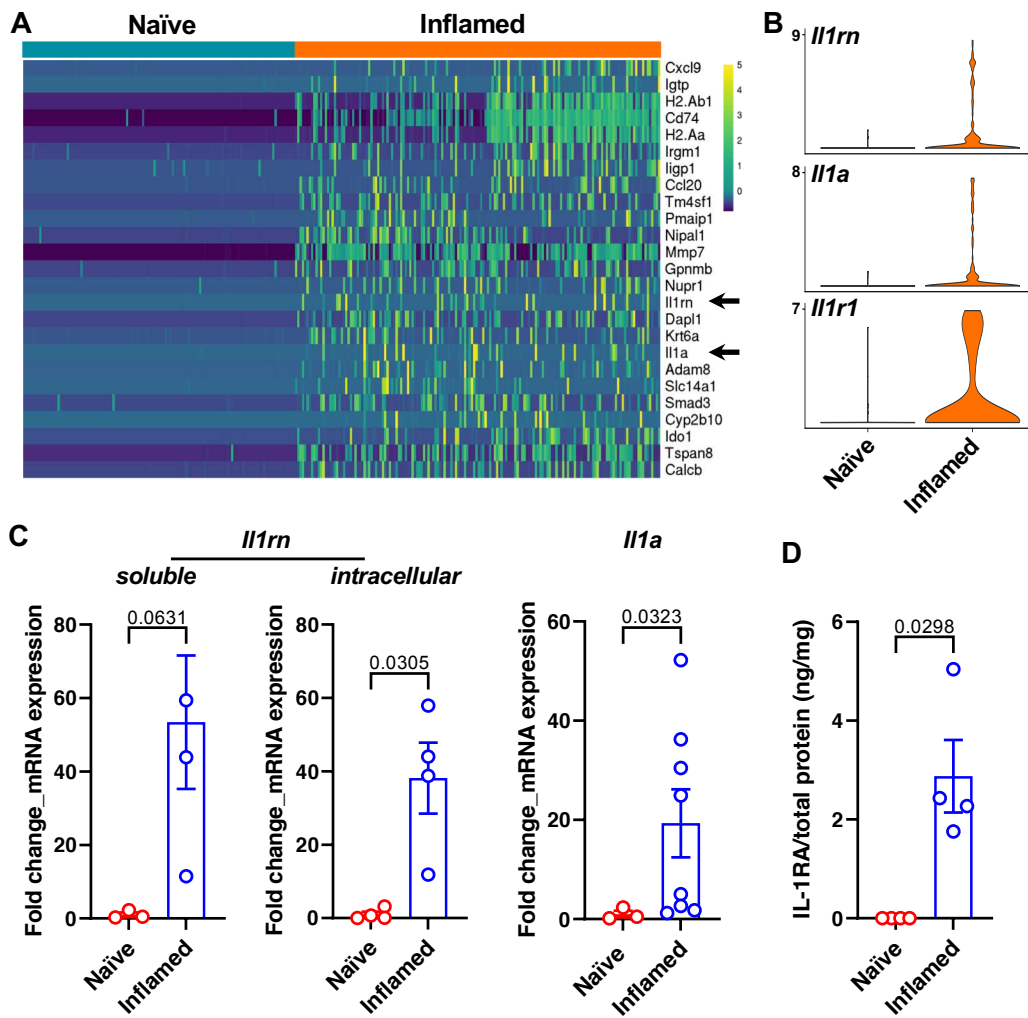 A
Naïve
Inflamed
Cxcl9
Igtp
H2.Ab1
Cd74
H2.Aa
Irgm1
Iigp1
Ccl20
Tm4sf1
Pmaip1
Nipal1
Mmp7
Gpnmb
Nupr1
Il1rn
Dapl1
Krt6a
Il1a
Adam8
Slc14a1
Smad3
Cyp2b10
Ido1
Tspan8
Calcb
5
4
3
2
1
0
B
9
Il1rn
8
Il1a
7
Il1r1
Naïve
Inflamed
C
Il1rn
soluble
Fold change_mRNA expression
80
60
40
20
0
0.0631
Naïve
Inflamed
intracellular
Fold change_mRNA expression
80
60
40
20
0
0.0305
Naïve
Inflamed
Il1a
Fold change_mRNA expression
60
40
20
0
0.0323
Naïve
Inflamed
D
IL-1RA/total protein (ng/mg)
6
4
2
0
0.0298
Naïve
Inflamed